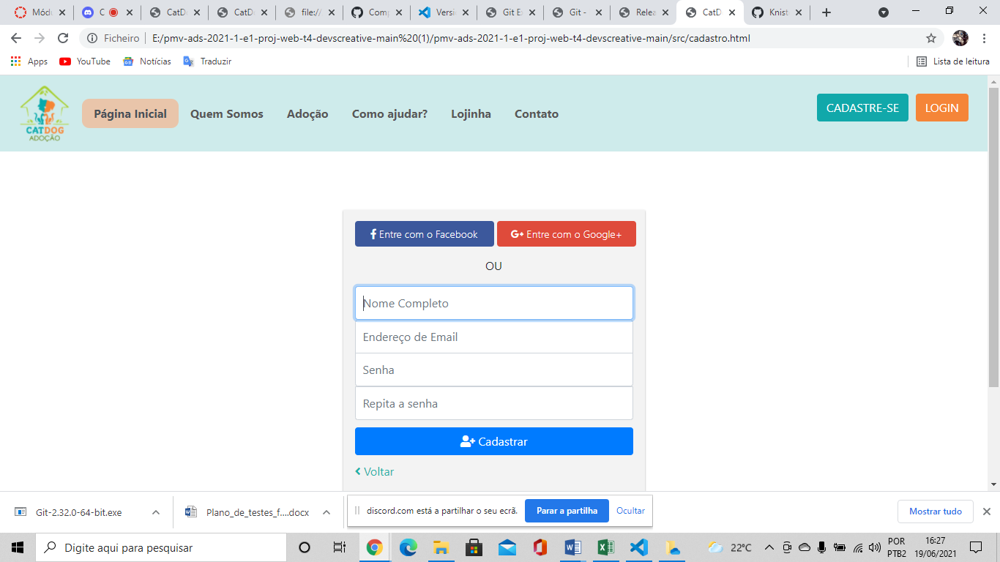 Módu
C
CatD
CatD
file://
Comp
Versi
Git E
Git -
Relea
CatD
Knist
Ficheiro
E:/pmv-ads-2021-1-e1-proj-web-t4-devscreative-main%20(1)/pmv-ads-2021-1-e1-proj-web-t4-devscreative-main/src/cadastro.html
Apps
YouTube
Notícias
Traduzir
Lista de leitura
CATDOG
ADOÇÃO
Página Inicial
Quem Somos
Adoção
Como ajudar?
Lojinha
Contato
CADASTRE-SE
LOGIN
Entre com o Facebook
Entre com o Google+
OU
Nome Completo
Endereço de Email
Senha
Repita a senha
Cadastrar
Voltar
Git-2.32.0-64-bit.exe
Plano_de_testes_f....docx
discord.com está a partilhar o seu ecrã.
Parar a partilha
Ocultar
Mostrar tudo
Digite aqui para pesquisar
22°C
POR
PTB2
16:27
19/06/2021